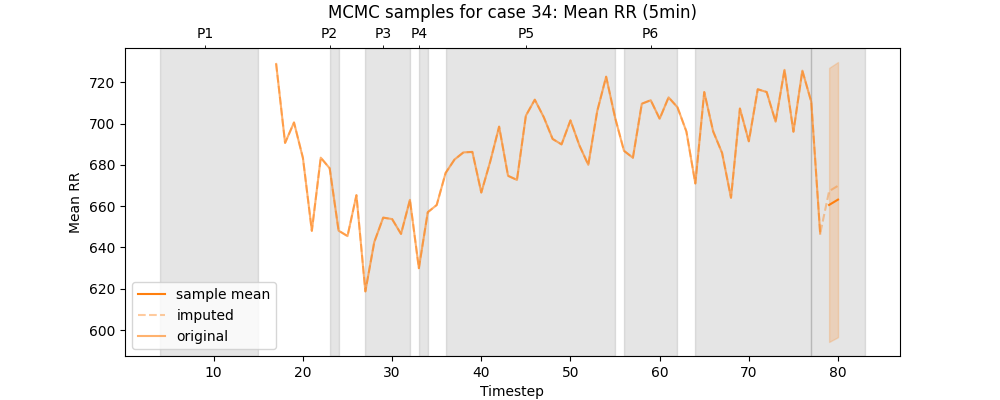 MCMC samples for case 34: Mean RR (5min)
P1 P2 P3 P4 P5 P6
720
700
680
660
640
620
600
Mean RR
sample mean
imputed
original
10 20 30 40 50 60 70 80
Timestep